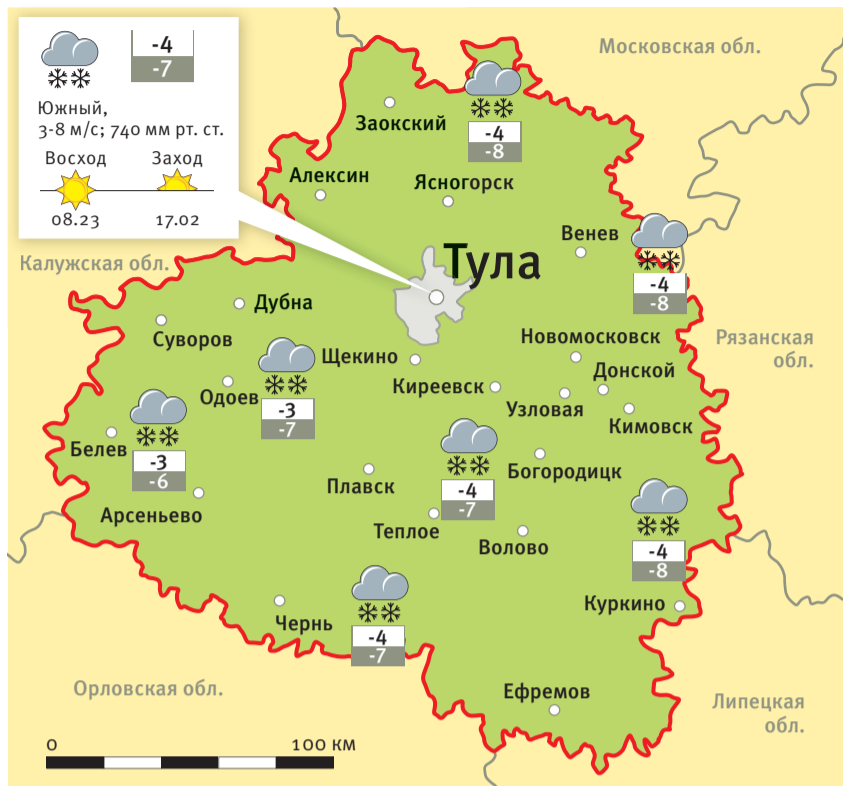 -4
-7
Южный,
3-8 м/с; 740 мм рт. ст.
Восход
Заход
08.23
17.02
Московская обл.
Заокский
-4
-8
Алексин
Ясногорск
Венев
Тула
-4
-8
Калужская обл.
Дубна
Суворов
Щекино
Новомосковск
Рязанская
обл.
Одоев
-3
-7
Киреевск
Донской
Узловая
Кимовск
Белев
-3
-6
Богородицк
Плавск
-4
-7
Арсеньево
Теплое
Волово
-4
-8
Куркино
Чернь
-4
-7
Орловская обл.
Ефремов
Липецкая
обл.
0
100 км